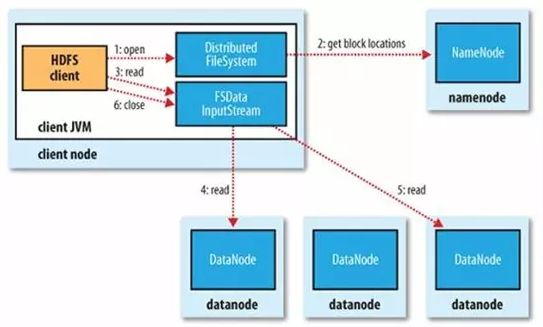 HDFS
client
1: open
3: read
6: close
Distributed
FileSystem
FSData
InputStream
client JVM
client node
2: get block locations
NameNode
namenode
4: read
5: read
DataNode
datanode
DataNode
datanode
DataNode
datanode